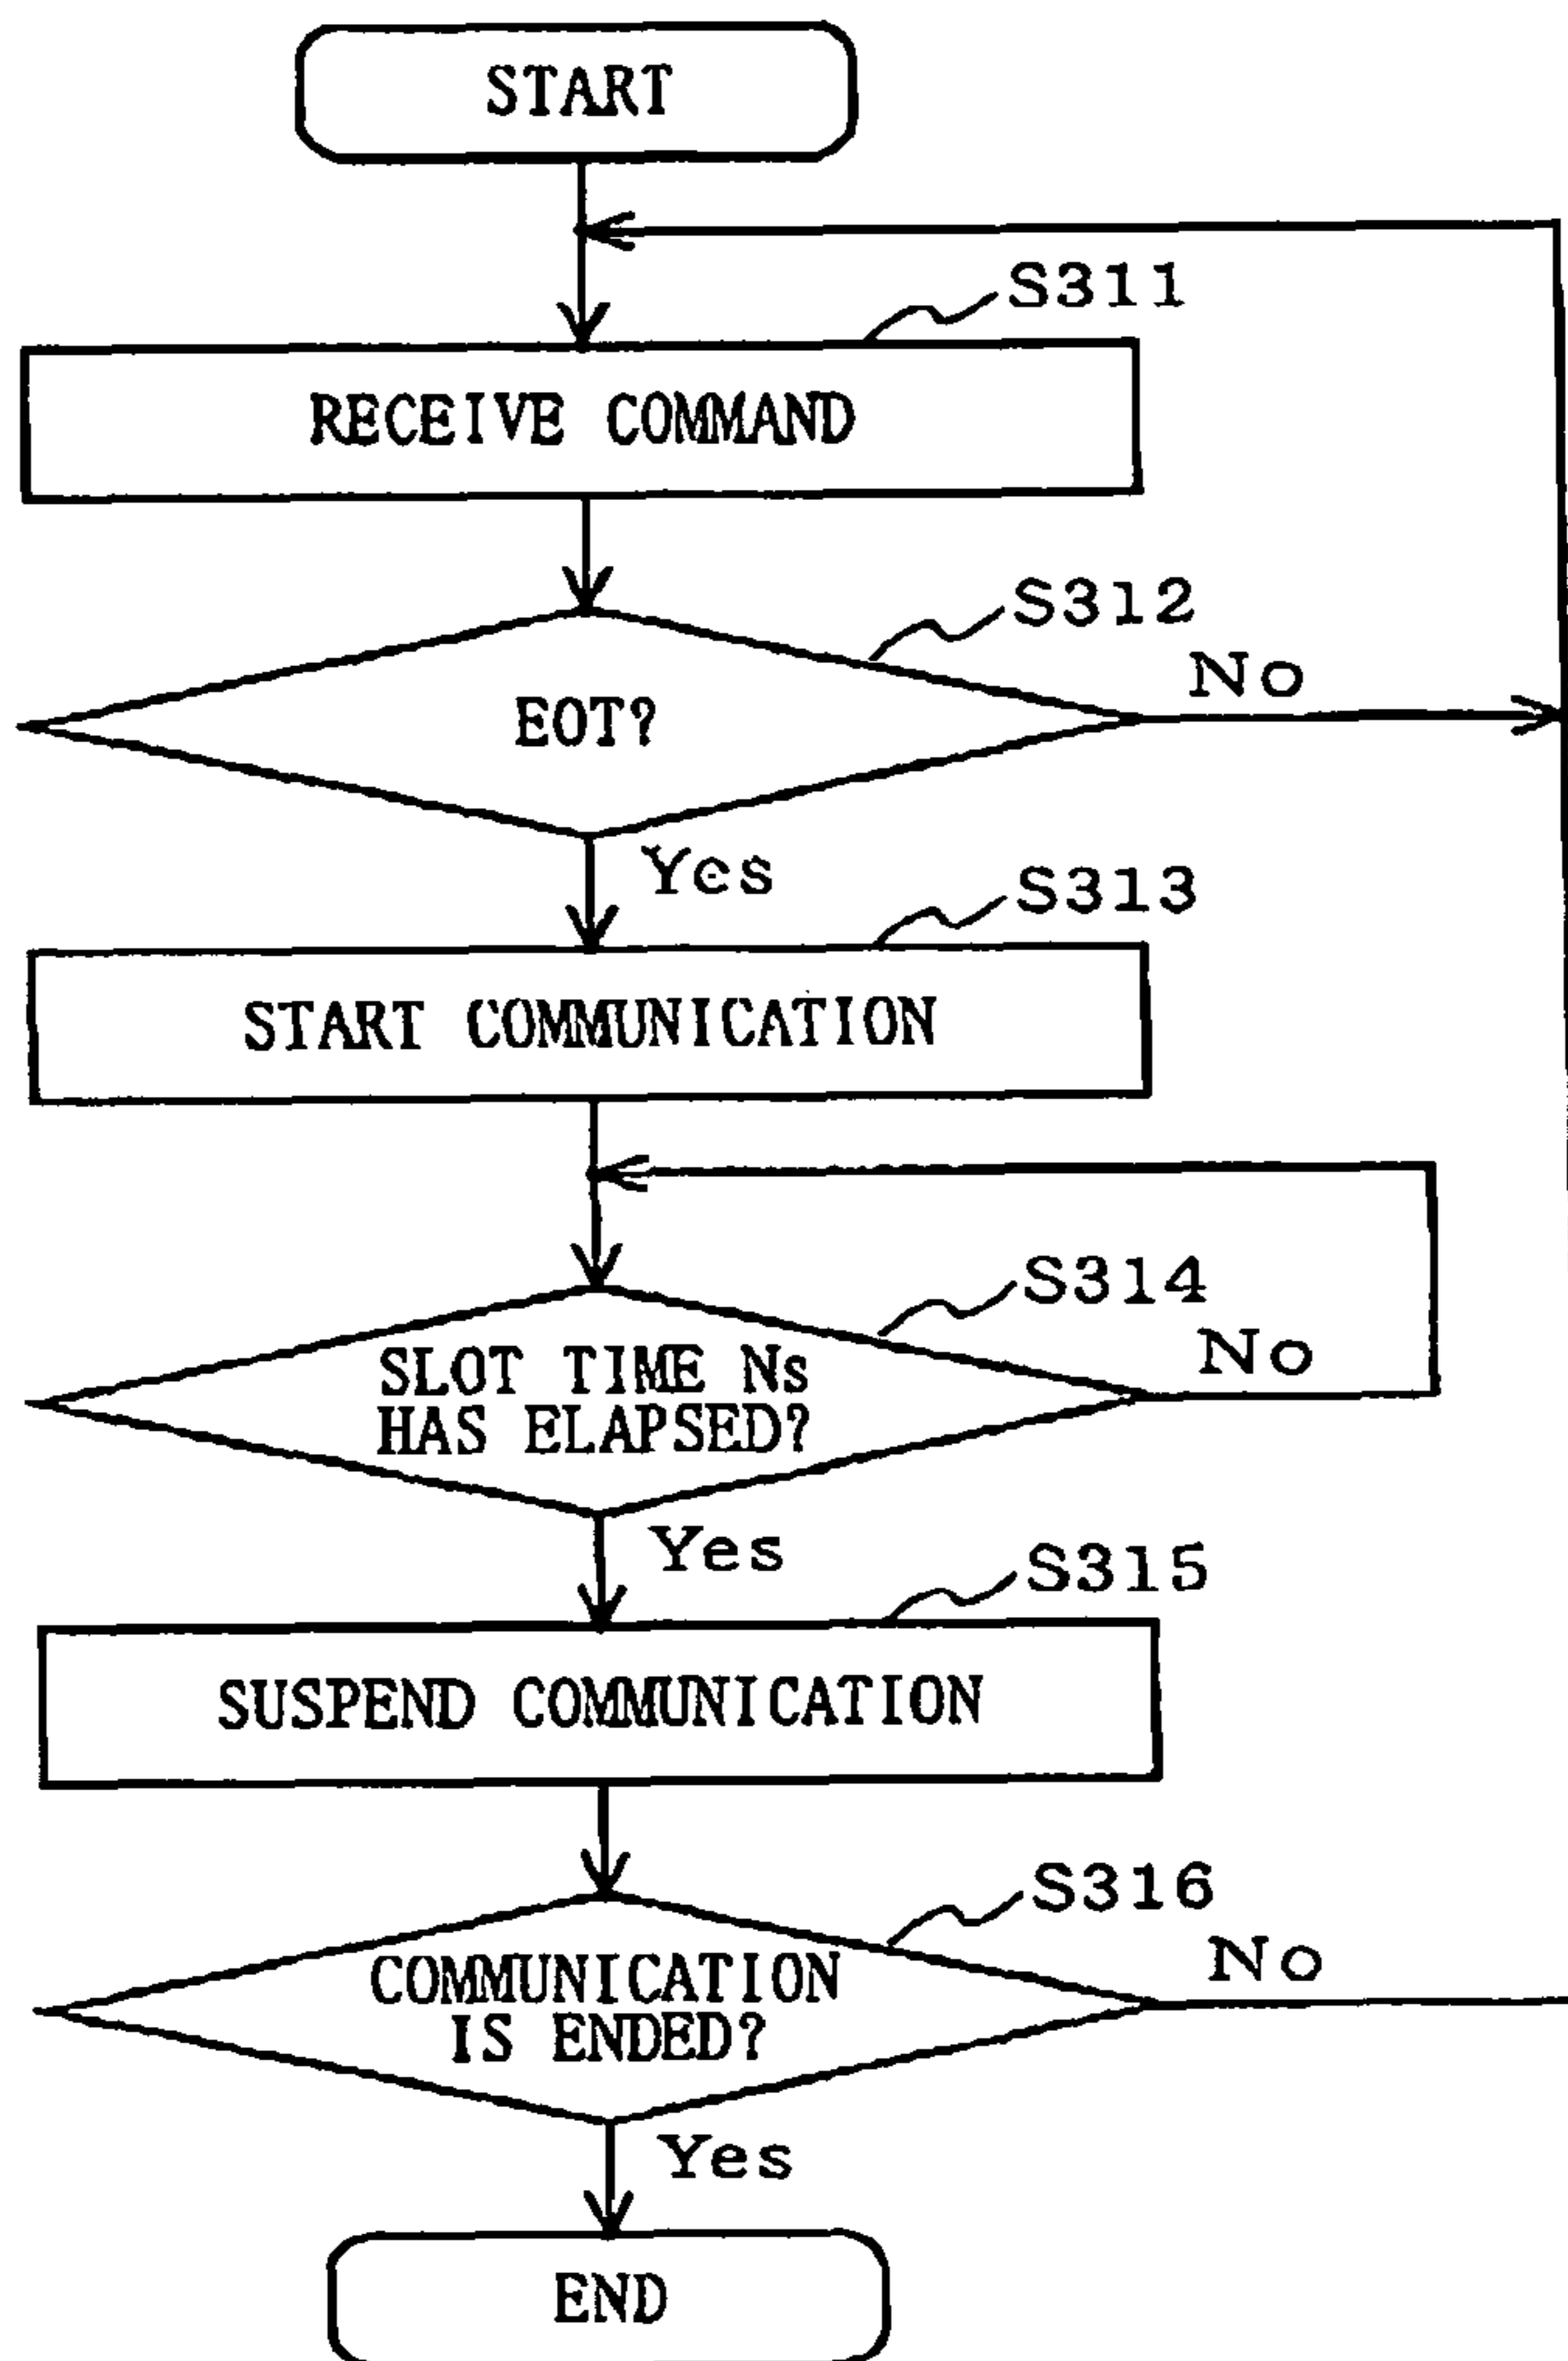 START
S311
RECEIVE COMMAND
S312
EOT?
No
Yes
S313
START COMMUNICATION
S314
SLOT TIME Ns
HAS ELAPSED?
No
Yes
S315
SUSPEND COMMUNICATION
S316
COMMUNICATION
IS ENDED?
No
Yes
END